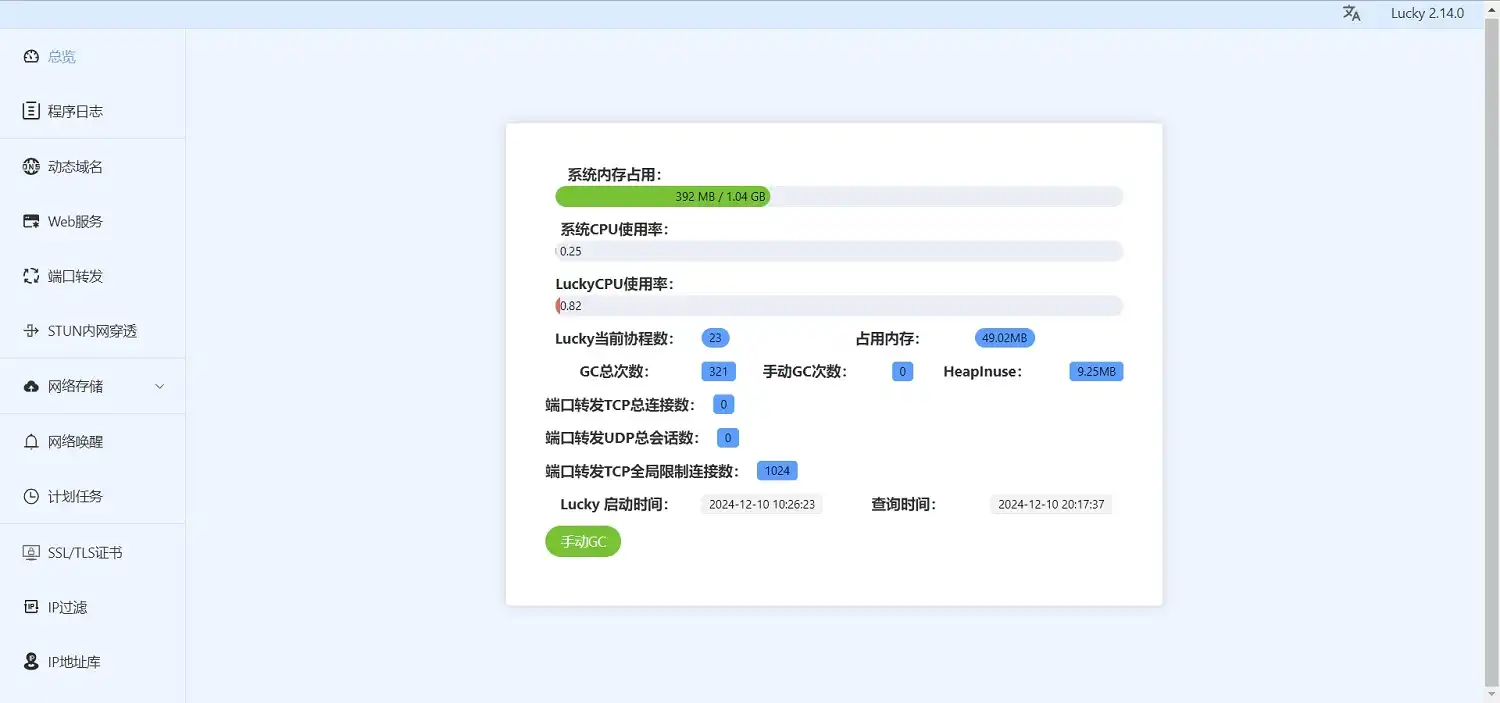 Lucky 2.14.0
总览
程序日志
动态域名
Web服务
端口转发
STUN内网穿透
网络存储
网络唤醒
计划任务
SSL/TLS证书
IP过滤
IP地址库
系统内存占用：
392 MB / 1.04 GB
系统CPU使用率：
0.25
LuckyCPU使用率：
0.82
Lucky当前协程数： 23 占用内存： 49.02MB
GC总次数： 321 手动GC次数： 0 HeapInuse： 9.25MB
端口转发TCP总连接数： 0
端口转发UDP总会话数： 0
端口转发TCP全局限制连接数： 1024
Lucky 启动时间： 2024-12-10 10:26:23 查询时间： 2024-12-10 20:17:37
手动GC